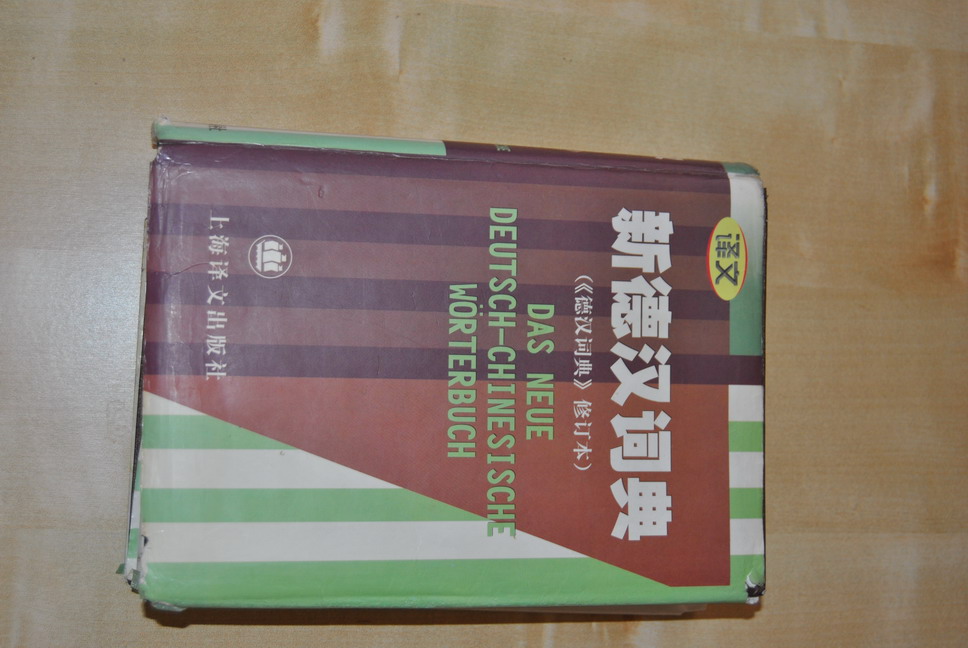 译文
新德汉词典
(《德汉词典》修订本)
DAS NEUE
DEUTSCH-CHINESISCHE
WÖRTERBUCH
上海译文出版社